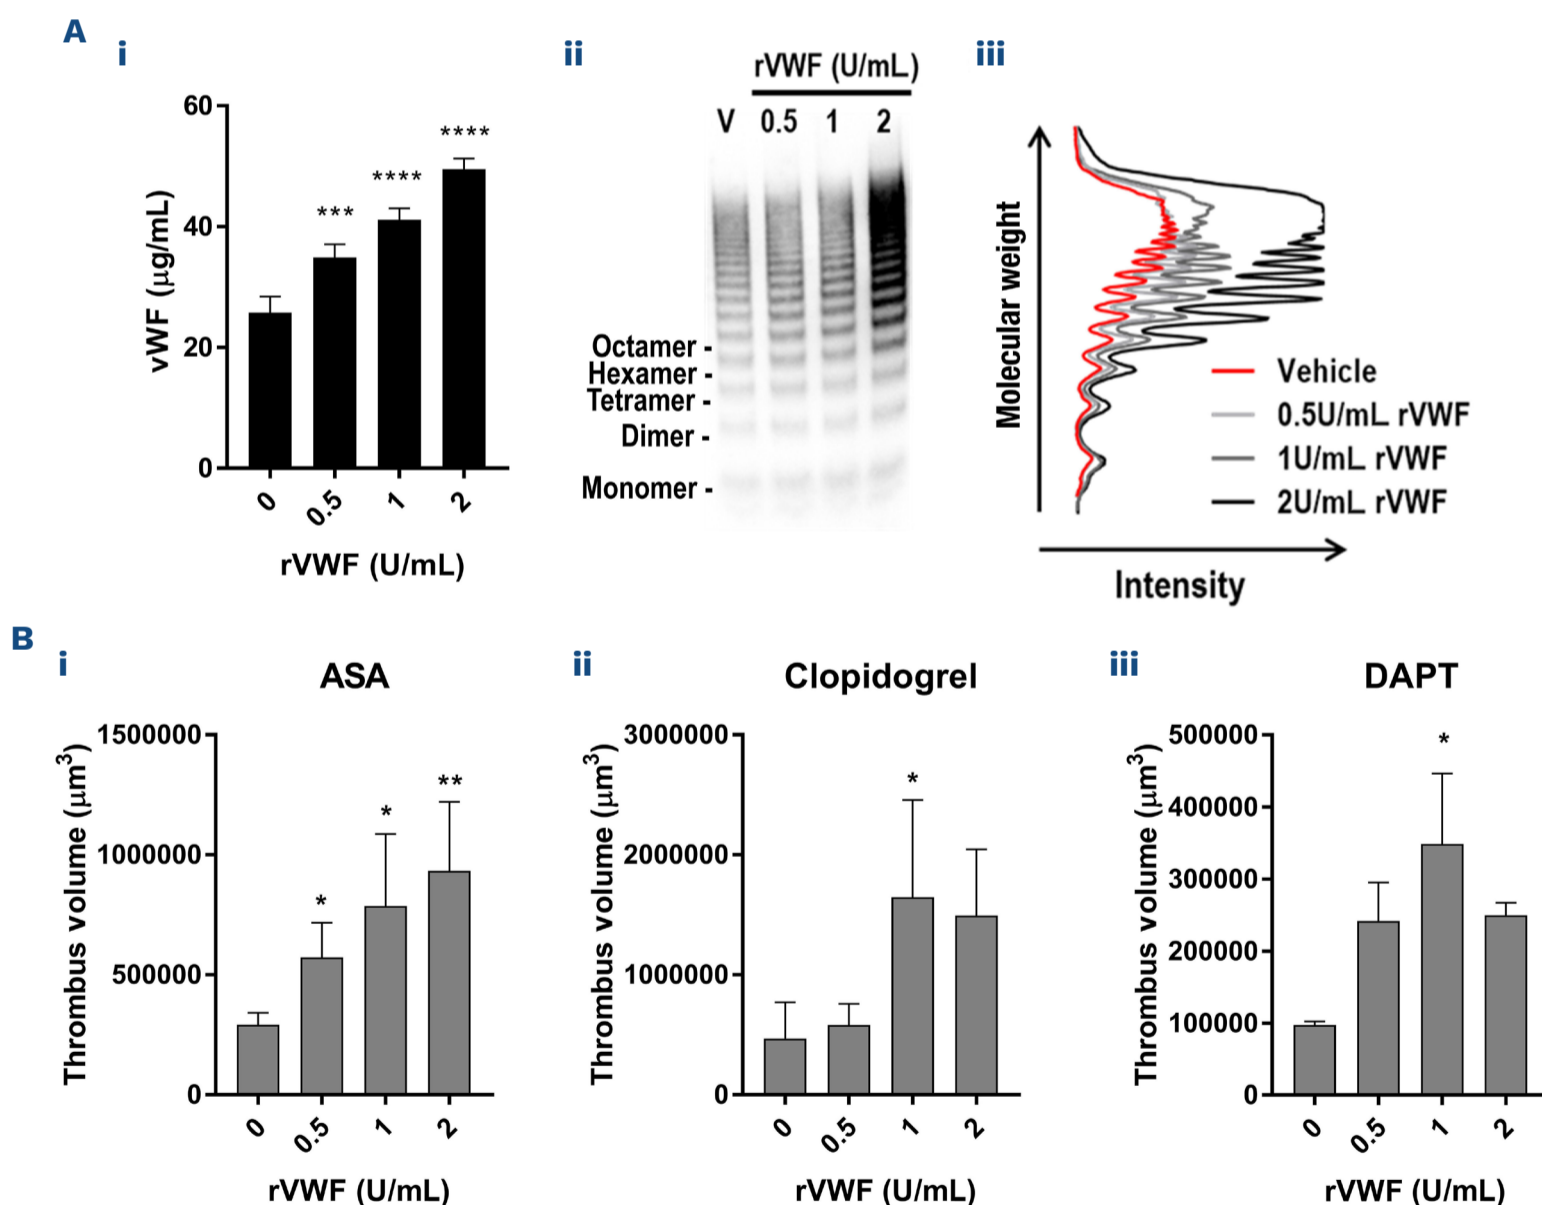 A
i
60
40
20
0
vWF (μg/mL)
***
****
****
0
0.5
1
2
rVWF (U/mL)
ii
rVWF (U/mL)
V 0.5 1 2
Octamer -
Hexamer -
Tetramer -
Dimer -
Monomer -
iii
Molecular weight
Intensity
Vehicle
0.5U/mL rVWF
1U/mL rVWF
2U/mL rVWF
B
i
ASA
Thrombus volume (μm³)
1500000
1000000
500000
0
*
*
**
0
0.5
1
2
rVWF (U/mL)
ii
Clopidogrel
Thrombus volume (μm³)
3000000
2000000
1000000
0
*
0
0.5
1
2
rVWF (U/mL)
iii
DAPT
Thrombus volume (μm³)
500000
400000
300000
200000
100000
0
*
0
0.5
1
2
rVWF (U/mL)